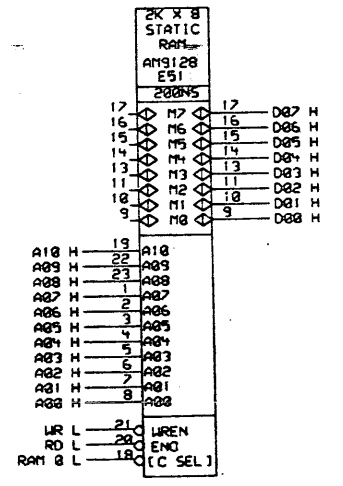 2K X 8
STATIC
RAM
AM9128
E51
200NS
17 M7 17 D07 H
16 M6 16 D06 H
15 M5 15 D05 H
14 M4 14 D04 H
13 M3 13 D03 H
11 M2 11 D02 H
10 M1 10 D01 H
9 M0 9 D00 H
A10 H 19 A10
A09 H 22 A09
A08 H 23 A08
A07 H 1 A07
A06 H 2 A06
A05 H 3 A05
A04 H 4 A04
A03 H 5 A03
A02 H 6 A02
A01 H 7 A01
A00 H 8 A00
WR L 21 WREN
RD L 20 ENO
RAM 0 L 18 [C SEL]